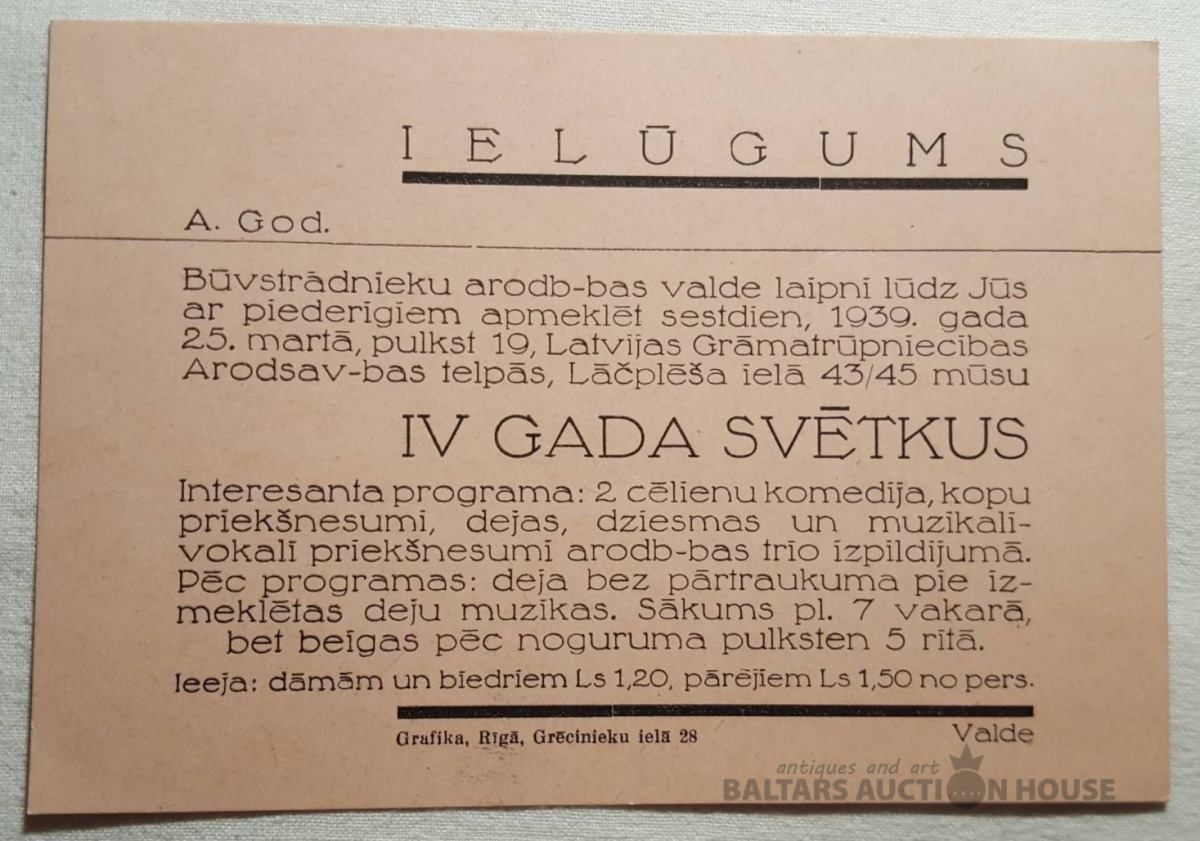 IELŪGUMS
A. God.
Būvstrādnieku arodb-bas valde laipni lūdz Jūs
ar piederīgiem apmeklēt sestdien, 1939. gada
25. martā, pulkst 19, Latvijas Grāmatrūpniecības
Arodsav-bas telpās, Lāčplēša ielā 43/45 mūsu
IV GADA SVĒTKUS
Interesanta programa: 2 cēlienu komedija, kopu
priekšnesumi, dejas, dziesmas un muzikali-
vokali priekšnesumi arodb-bas trio izpildijumā.
Pēc programas: deja bez pārtraukuma pie iz-
meklētas deju muzikas. Sākums pl. 7 vakarā,
bet beigas pēc noguruma pulksten 5 rītā.
Ieeja: dāmām un biedriem Ls 1,20, pārējiem Ls 1,50 no pers.
Valde
Grafika, Rīgā, Grēcinieku ielā 28
antiques and art
BALTARS AUCTION HOUSE